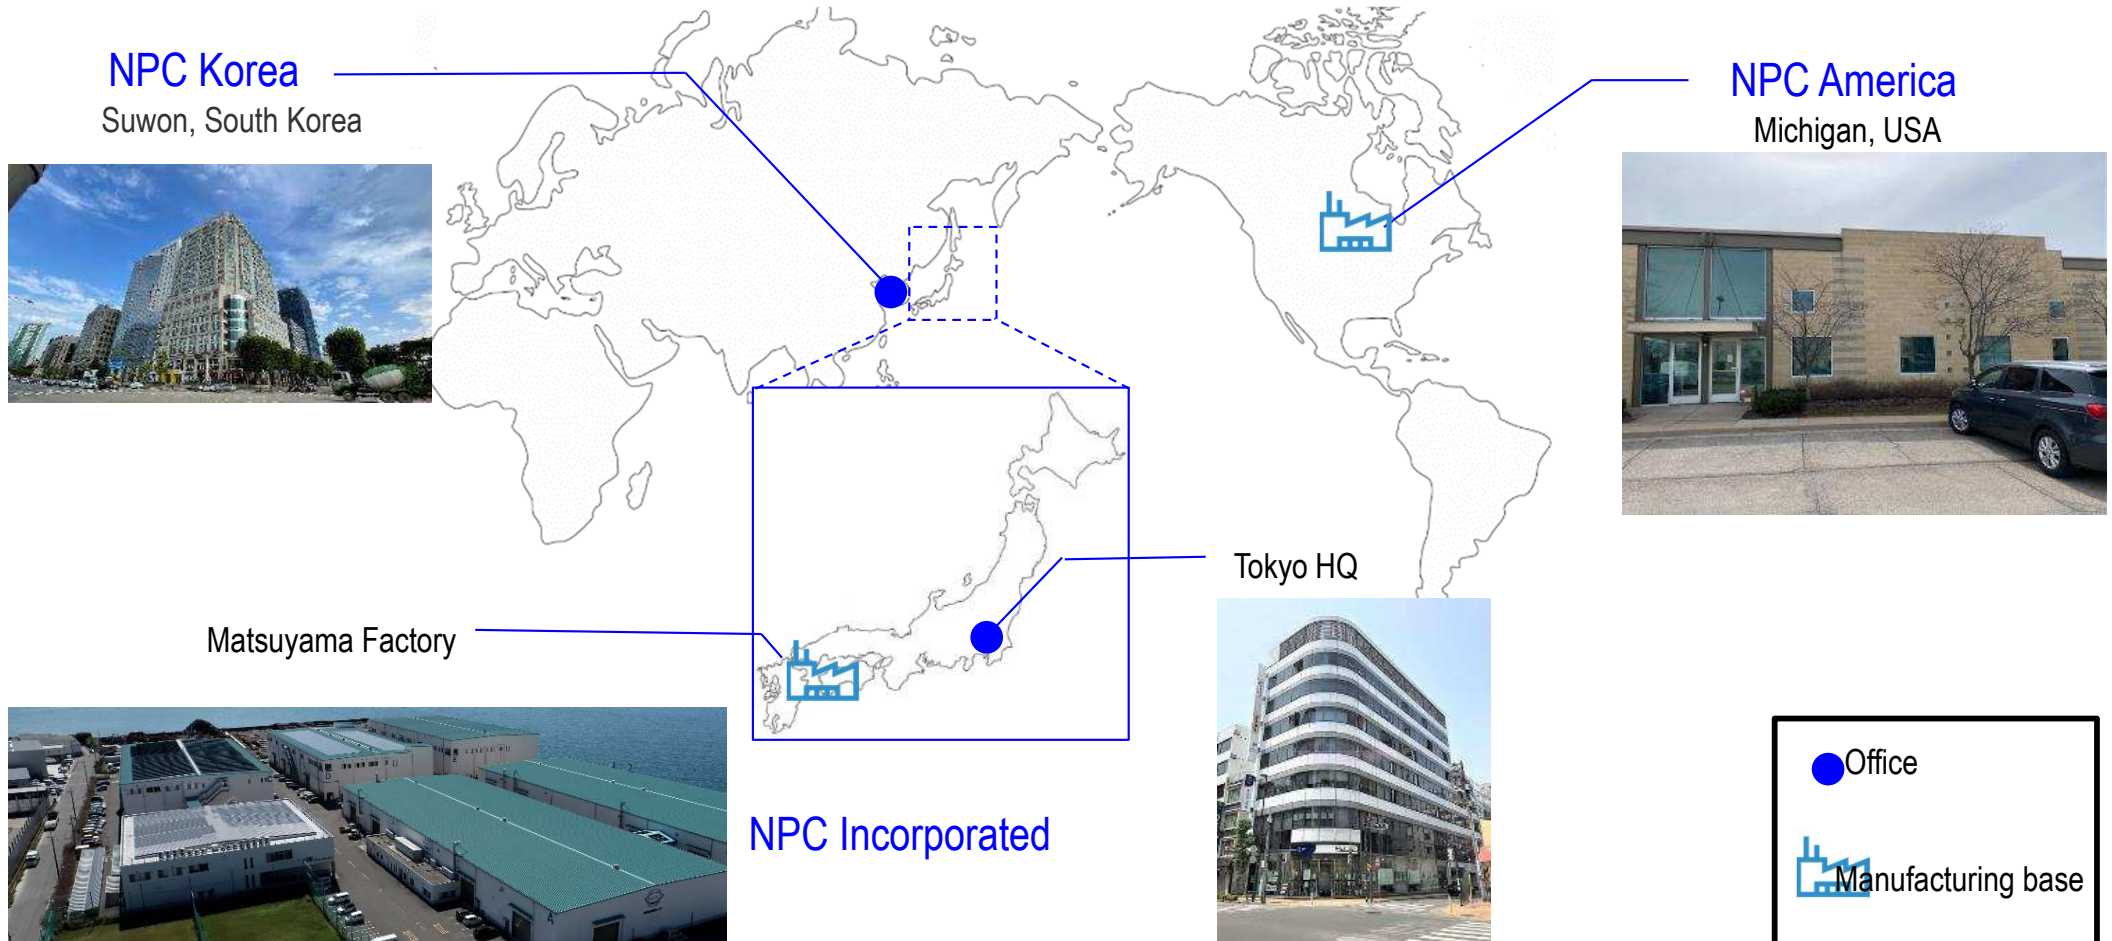 NPC Korea
Suwon, South Korea
NPC America
Michigan, USA
Tokyo HQ
Matsuyama Factory
NPC Incorporated
Office
Manufacturing base
A